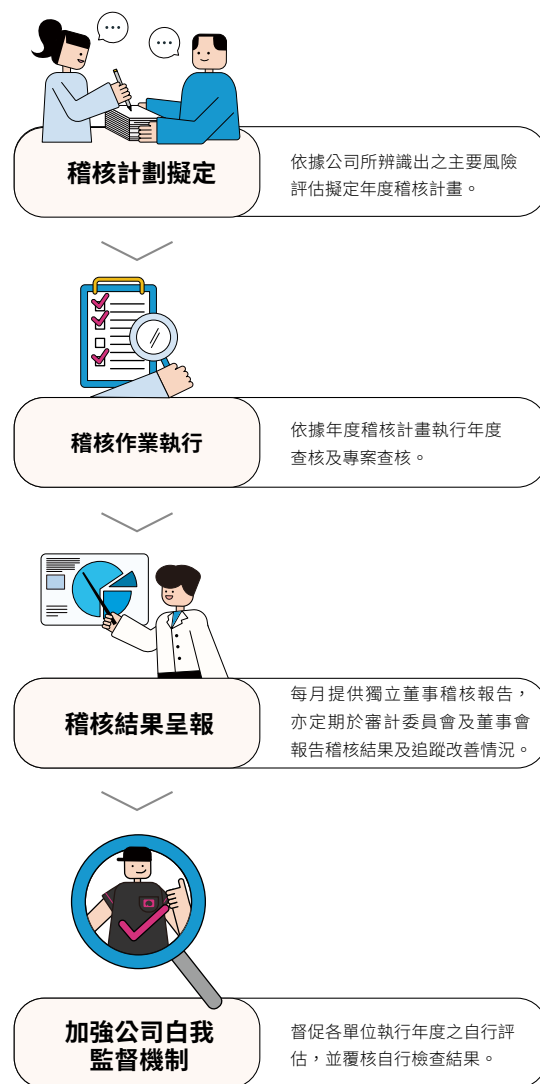 稽核計劃擬定
依據公司所辨識出之主要風險
評估擬定年度稽核計畫。
稽核作業執行
依據年度稽核計畫執行年度
查核及專案查核。
稽核結果呈報
每月提供獨立董事稽核報告，
亦定期於審計委員會及董事會
報告稽核結果及追蹤改善情況。
加強公司白我
監督機制
督促各單位執行年度之自行評
估，並覆核自行檢查結果。